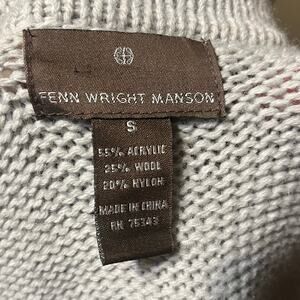 FENN WRIGHT MANSON
S
55% ACRYLIC
25% WOOL
20% NYLON
MADE IN CHINA
RN 75343